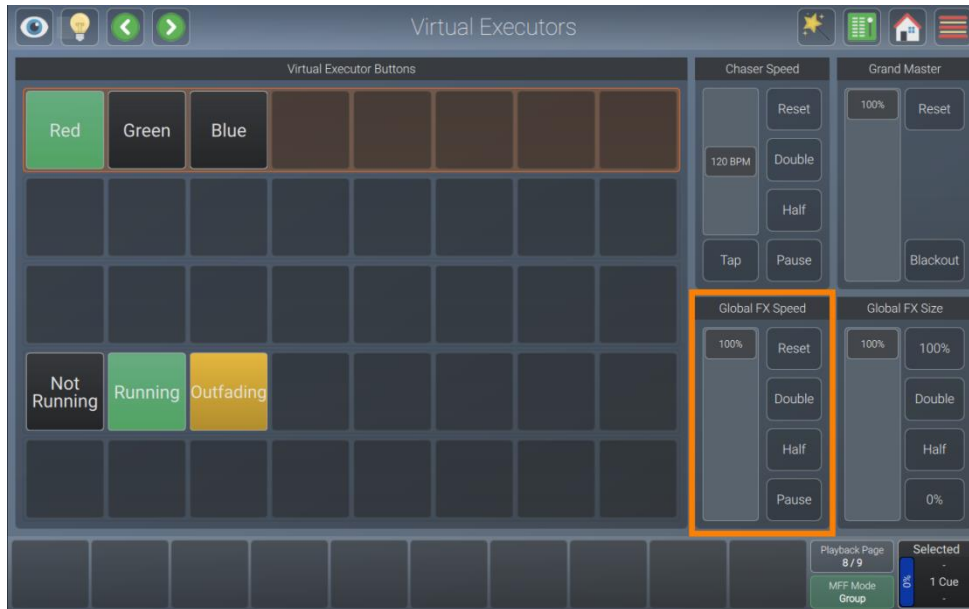 Virtual Executors
Virtual Executor Buttons
Red
Green
Blue
Not
Running
Running
Outfading
Chaser Speed
120 BPM
Reset
Double
Half
Tap
Pause
Grand Master
100%
Reset
Blackout
Global FX Speed
100%
Reset
Double
Half
Pause
Global FX Size
100%
100%
Double
Half
0%
Playback Page
8 / 9
MFF Mode
Group
0%
Selected
-
1 Cue
-